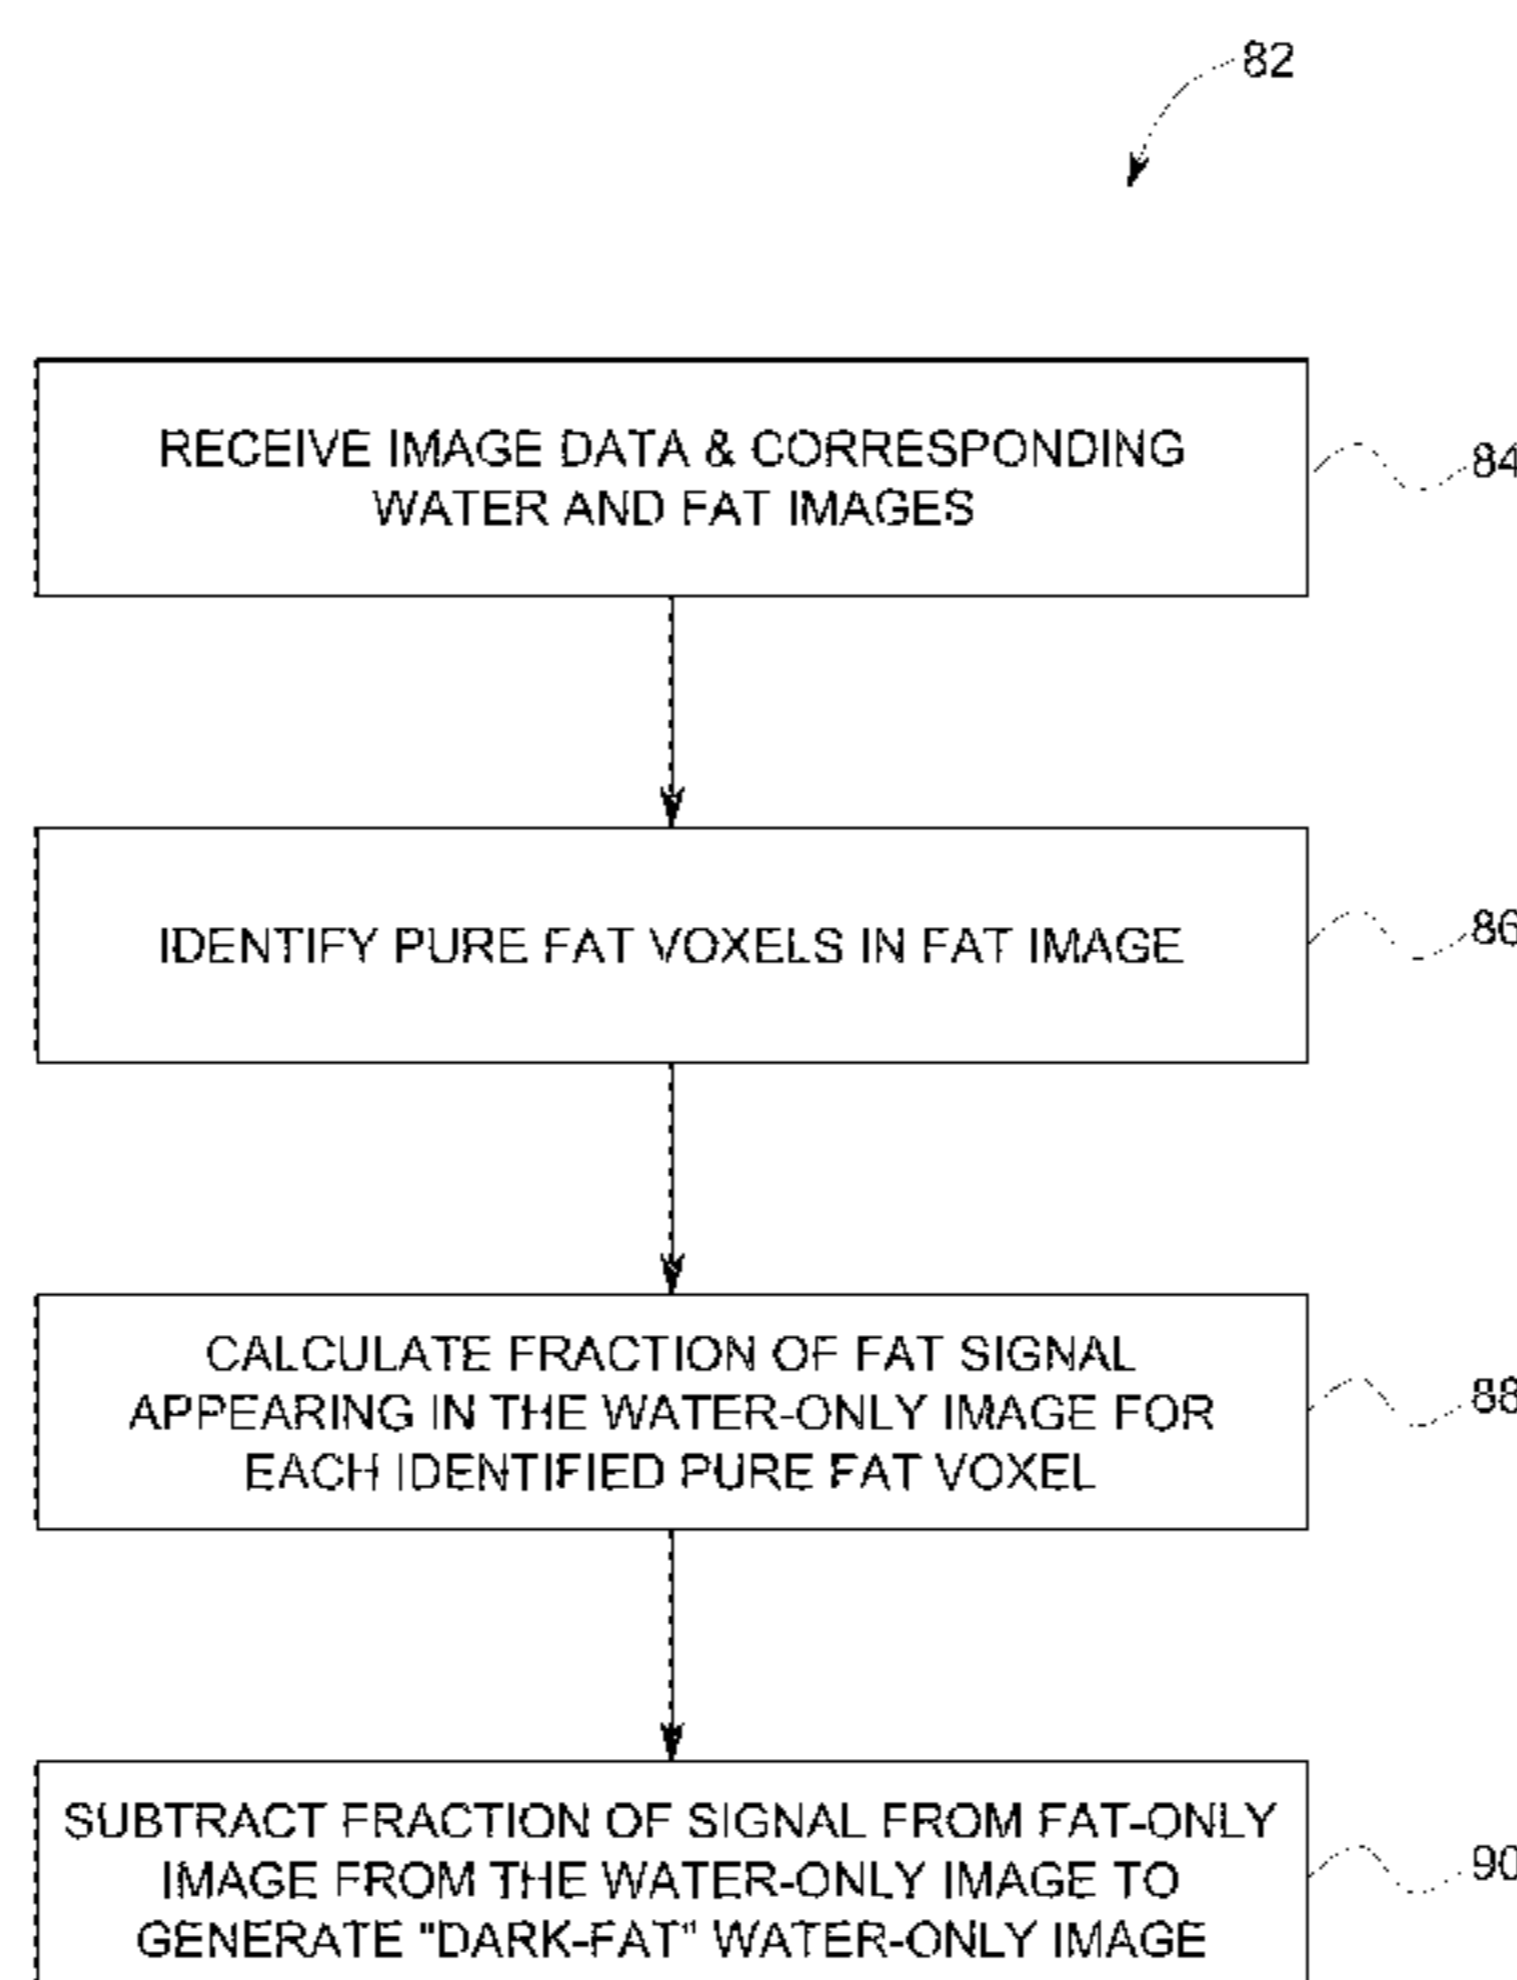 82
RECEIVE IMAGE DATA & CORRESPONDING
WATER AND FAT IMAGES
84
IDENTIFY PURE FAT VOXELS IN FAT IMAGE
86
CALCULATE FRACTION OF FAT SIGNAL
APPEARING IN THE WATER-ONLY IMAGE FOR
EACH IDENTIFIED PURE FAT VOXEL
88
SUBTRACT FRACTION OF SIGNAL FROM FAT-ONLY
IMAGE FROM THE WATER-ONLY IMAGE TO
GENERATE "DARK-FAT" WATER-ONLY IMAGE
90